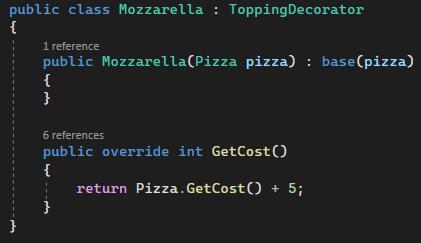 public class Mozzarella : ToppingDecorator
{
1 reference
public Mozzarella(Pizza pizza) : base(pizza)
{
}
6 references
public override int GetCost()
{
return Pizza.GetCost() + 5;
}
}